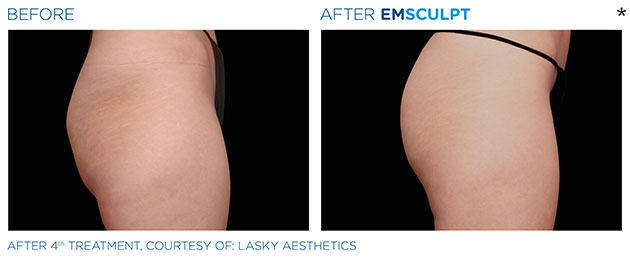 BEFORE
AFTER EMSCULPT
*
AFTER 4th TREATMENT, COURTESY OF: LASKY AESTHETICS